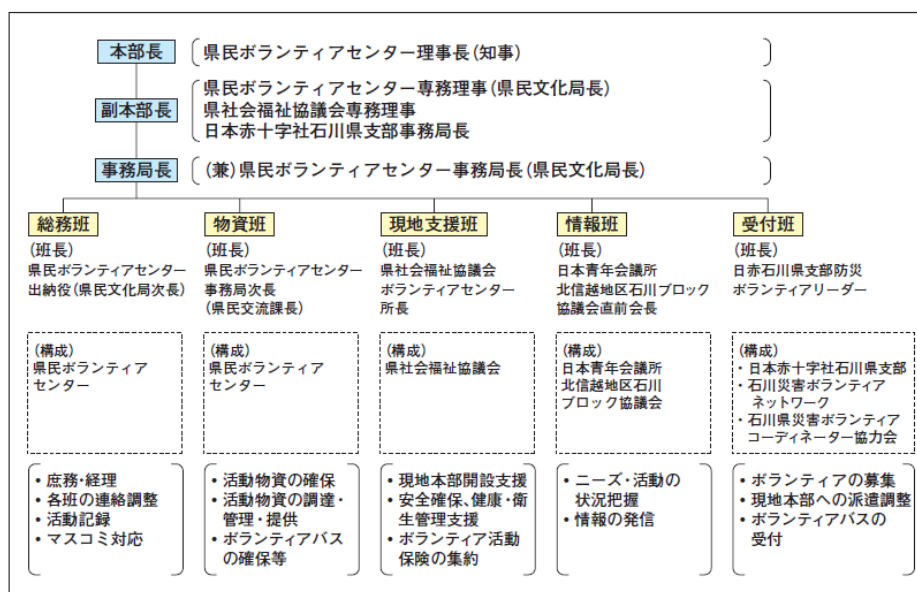 本部長
県民ボランティアセンター理事長(知事)
副本部長
県民ボランティアセンター専務理事(県民文化局長)
県社会福祉協議会専務理事
日本赤十字社石川県支部事務局長
事務局長
(兼)県民ボランティアセンター事務局長(県民文化局長)
総務班
(班長)
県民ボランティアセンター
出納役(県民文化局次長)
(構成)
県民ボランティア
センター
・庶務・経理
・各班の連絡調整
・活動記録
・マスコミ対応
物資班
(班長)
県民ボランティアセンター
事務局次長
(県民交流課長)
(構成)
県民ボランティア
センター
・活動物資の確保
・活動物資の調達・
管理・提供
・ボランティアバス
の確保等
現地支援班
(班長)
県社会福祉協議会
ボランティアセンター
所長
(構成)
県社会福祉協議会
・現地本部開設支援
・安全確保、健康・衛
生管理支援
・ボランティア活動
保険の集約
情報班
(班長)
日本青年会議所
北信越地区石川ブロック
協議会直前会長
(構成)
日本青年会議所
北信越地区石川
ブロック協議会
・ニーズ・活動の
状況把握
・情報の発信
受付班
(班長)
日赤石川県支部防災
ボランティアリーダー
(構成)
・日本赤十字社石川県支部
・石川災害ボランティア
ネットワーク
・石川県災害ボランティア
コーディネーター協力会
・ボランティアの募集
・現地本部への派遣調整
・ボランティアバスの
受付